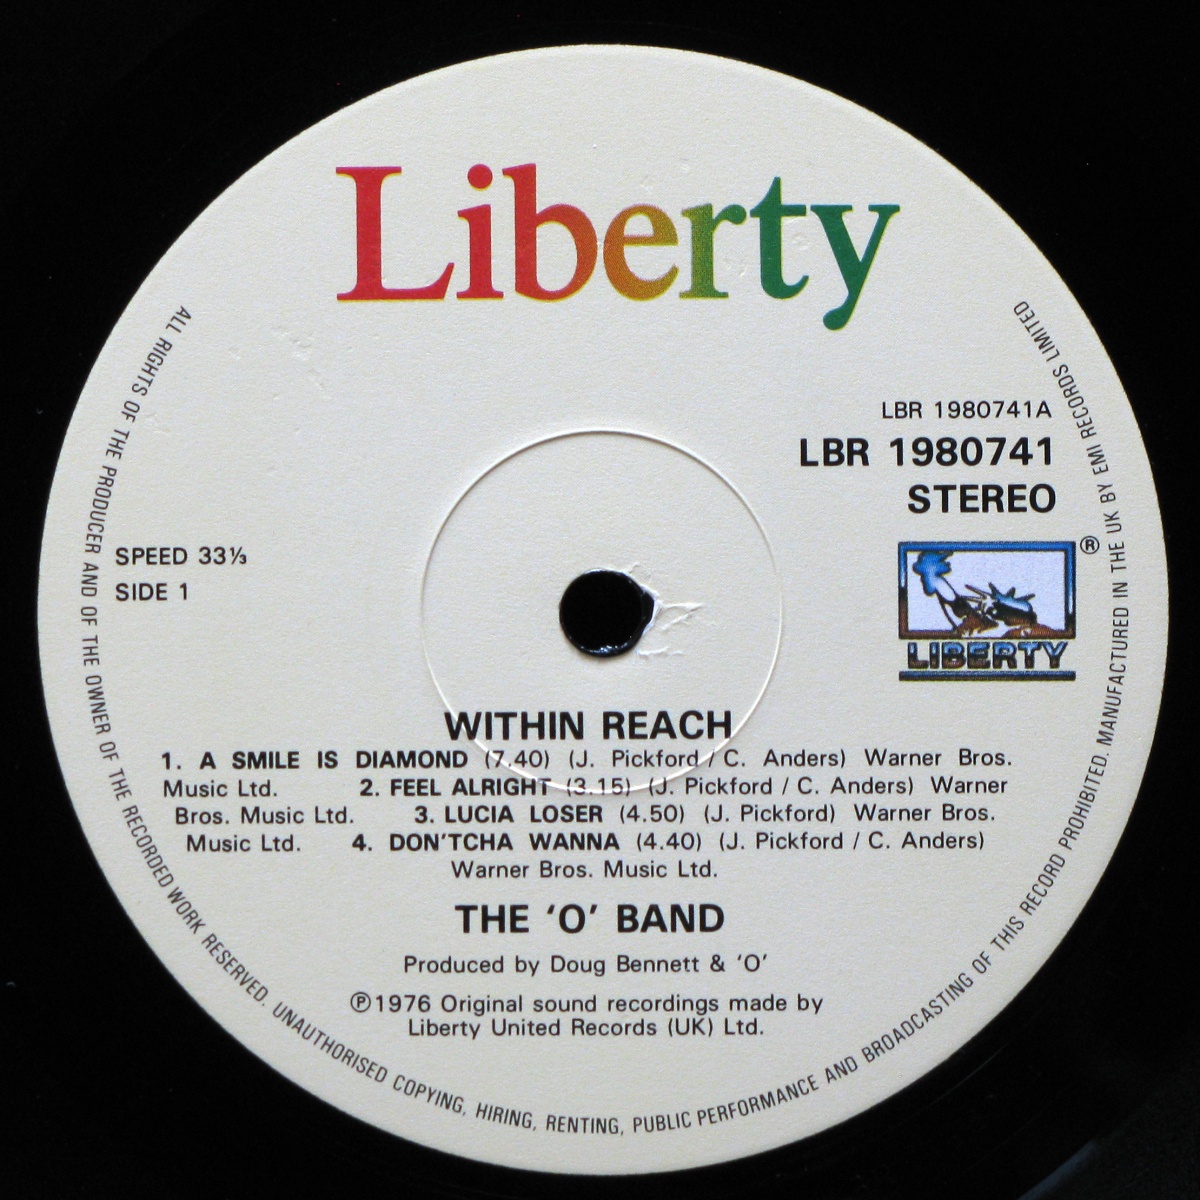 Liberty
LBR 1980741A
LBR 1980741
STEREO
®
LIBERTY
SPEED 33⅓
SIDE 1
WITHIN REACH
1. A SMILE IS DIAMOND (7.40) (J. Pickford / C. Anders) Warner Bros.
Music Ltd. 2. FEEL ALRIGHT (3.15) (J. Pickford / C. Anders) Warner
Bros. Music Ltd. 3. LUCIA LOSER (4.50) (J. Pickford) Warner Bros.
Music Ltd. 4. DON'TCHA WANNA (4.40) (J. Pickford / C. Anders)
Warner Bros. Music Ltd.
THE ‘O’ BAND
Produced by Doug Bennett & ‘O’
℗1976 Original sound recordings made by
Liberty United Records (UK) Ltd.
ALL RIGHTS OF THE PRODUCER AND OF THE OWNER OF THE RECORDED WORK RESERVED. UNAUTHORISED COPYING, HIRING, RENTING, PUBLIC PERFORMANCE AND BROADCASTING OF THIS RECORD PROHIBITED. MANUFACTURED IN THE UK BY EMI RECORDS LIMITED